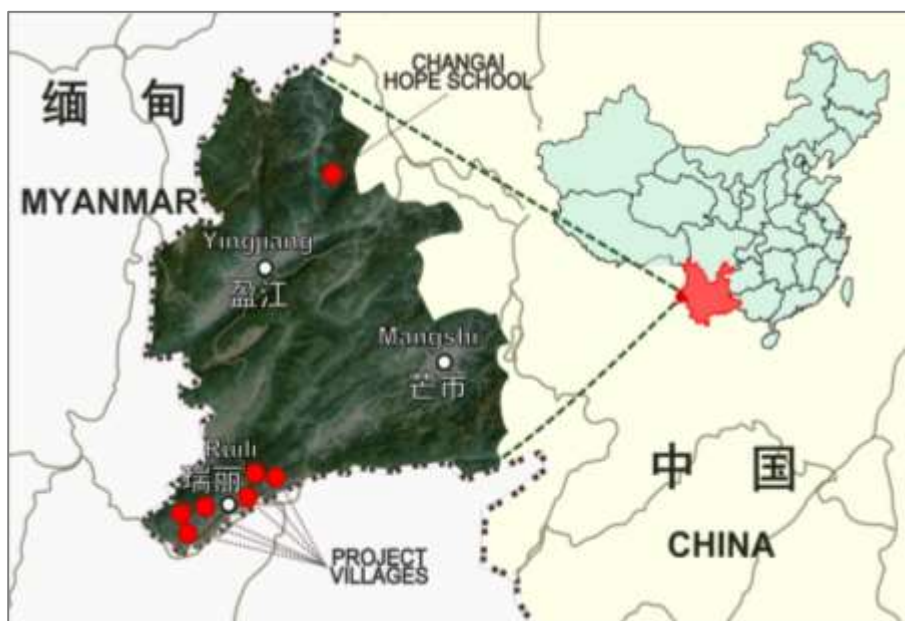 CHANGAI
HOPE SCHOOL
缅 甸
MYANMAR
Yingjiang
盈江
Mangshi
芒市
Ruili
瑞丽
中 国
CHINA
PROJECT
VILLAGES